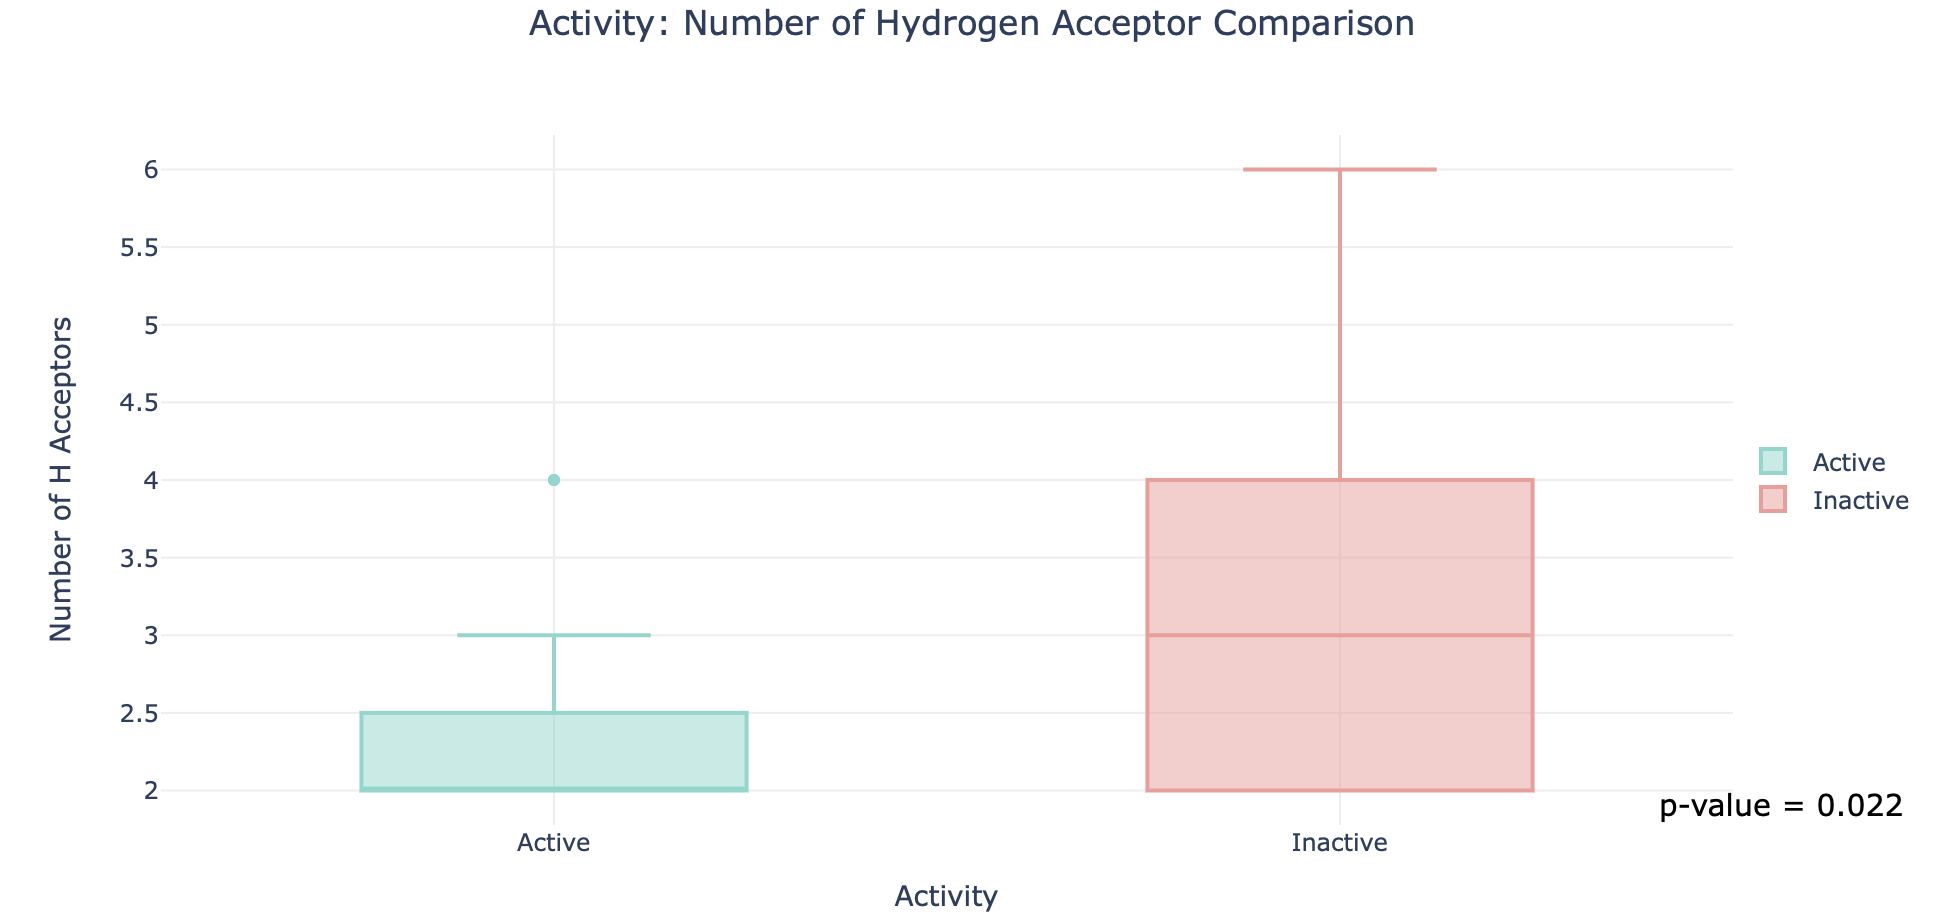 Activity: Number of Hydrogen Acceptor Comparison
Number of H Acceptors
6
5.5
5
4.5
4
3.5
3
2.5
2
Active
Inactive
Activity
Active
Inactive
p-value = 0.022